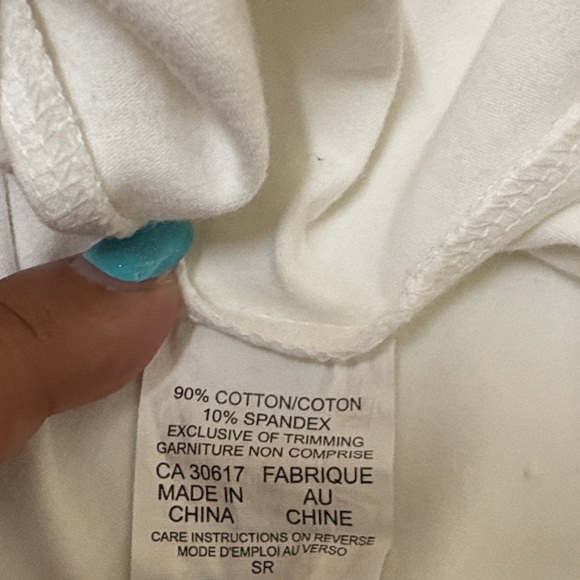 90% COTTON/COTON
10% SPANDEX
EXCLUSIVE OF TRIMMING
GARNITURE NON COMPRISE
CA 30617 FABRIQUE
MADE IN AU
CHINA CHINE
CARE INSTRUCTIONS ON REVERSE
MODE D'EMPLOI AU VERSO
SR